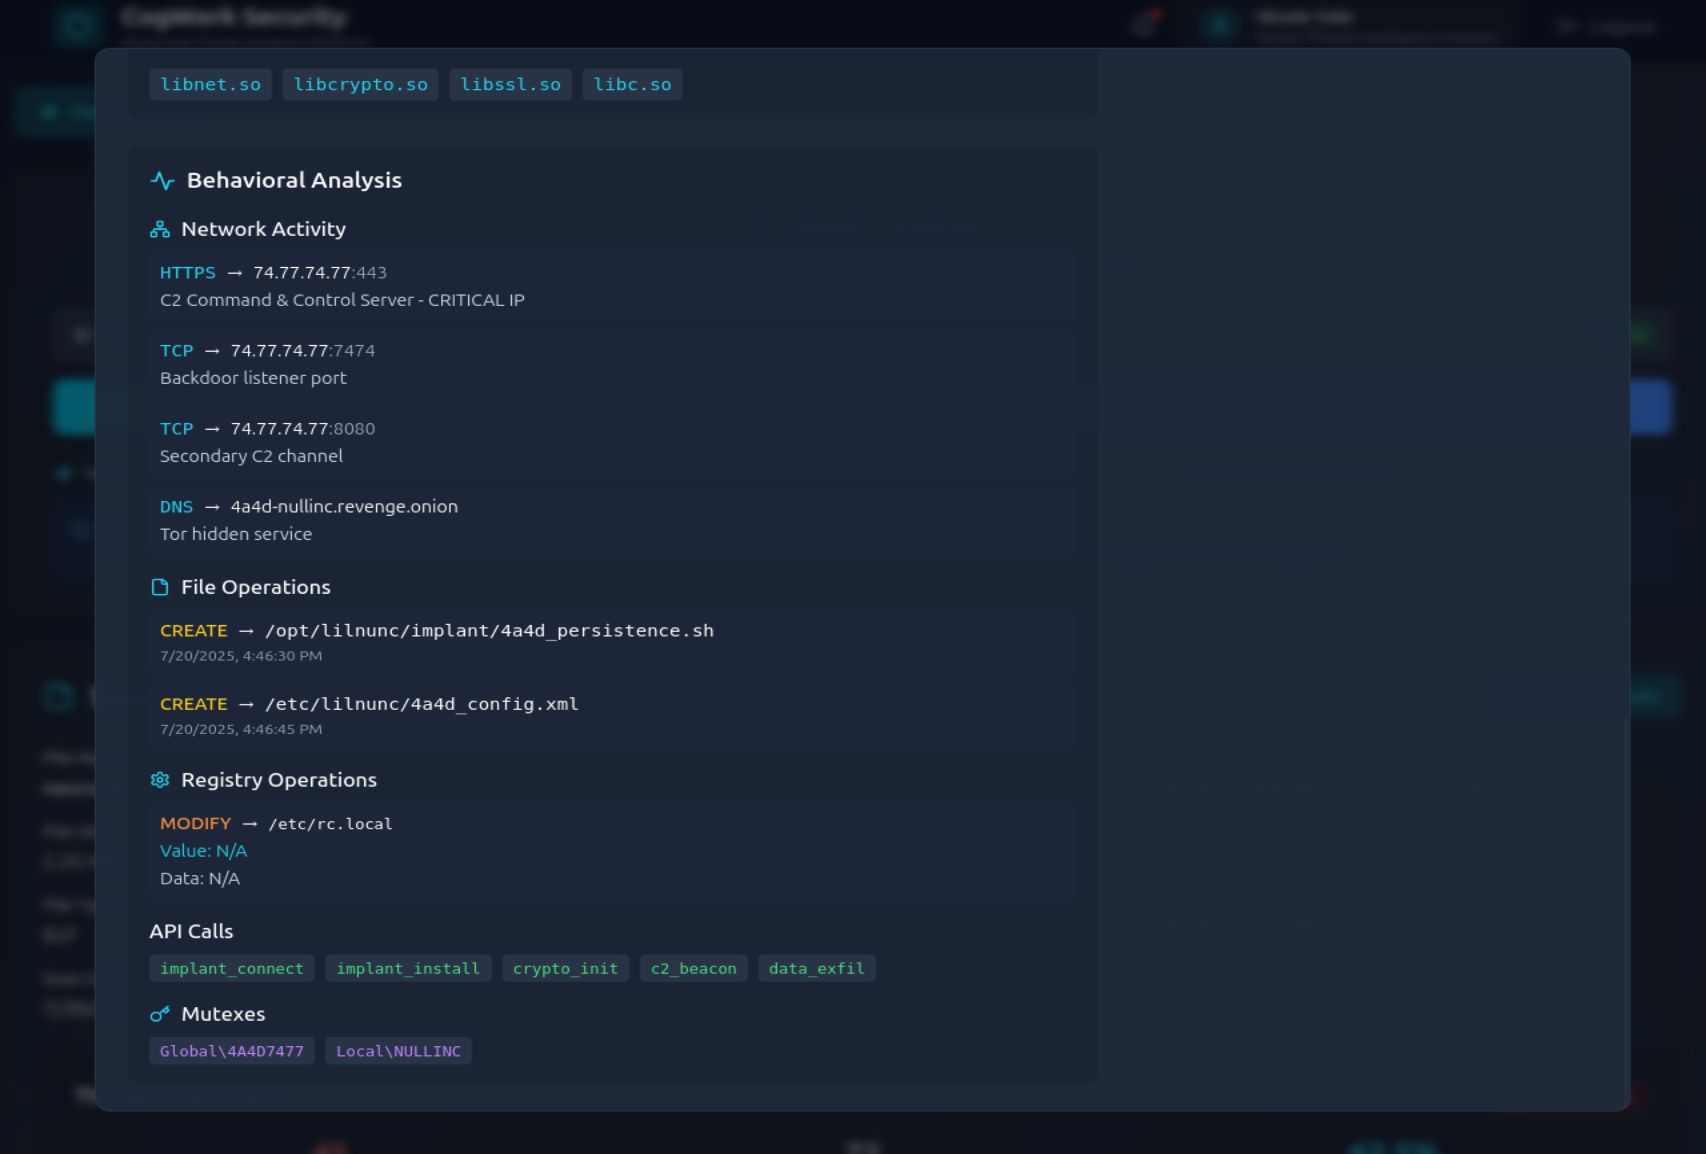 CogWork Security
Logout
libnet.so libcrypto.so libssl.so libc.so
Behavioral Analysis
Network Activity
HTTPS → 74.77.74.77:443
C2 Command & Control Server - CRITICAL IP
TCP → 74.77.74.77:7474
Backdoor listener port
TCP → 74.77.74.77:8080
Secondary C2 channel
DNS → 4a4d-nullinc.revenge.onion
Tor hidden service
File Operations
CREATE → /opt/lilnunc/implant/4a4d_persistence.sh
7/20/2025, 4:46:30 PM
CREATE → /etc/lilnunc/4a4d_config.xml
7/20/2025, 4:46:45 PM
Registry Operations
MODIFY → /etc/rc.local
Value: N/A
Data: N/A
API Calls
implant_connect implant_install crypto_init c2_beacon data_exfil
Mutexes
Global\4A4D7477 Local\NULLINC